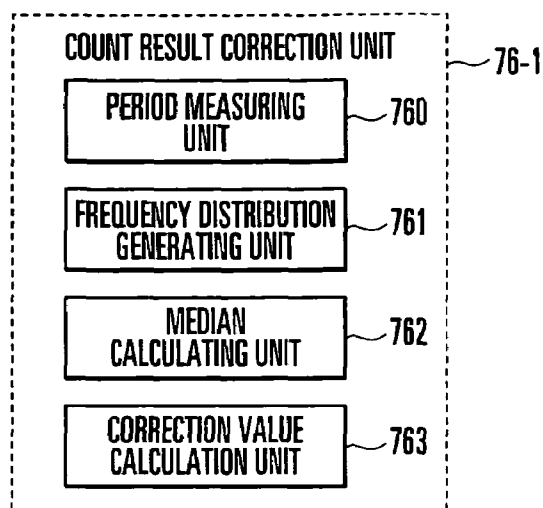 COUNT RESULT CORRECTION UNIT
76-1
PERIOD MEASURING
UNIT
760
FREQUENCY DISTRIBUTION
GENERATING UNIT
761
MEDIAN
CALCULATING UNIT
762
CORRECTION VALUE
CALCULATION UNIT
763